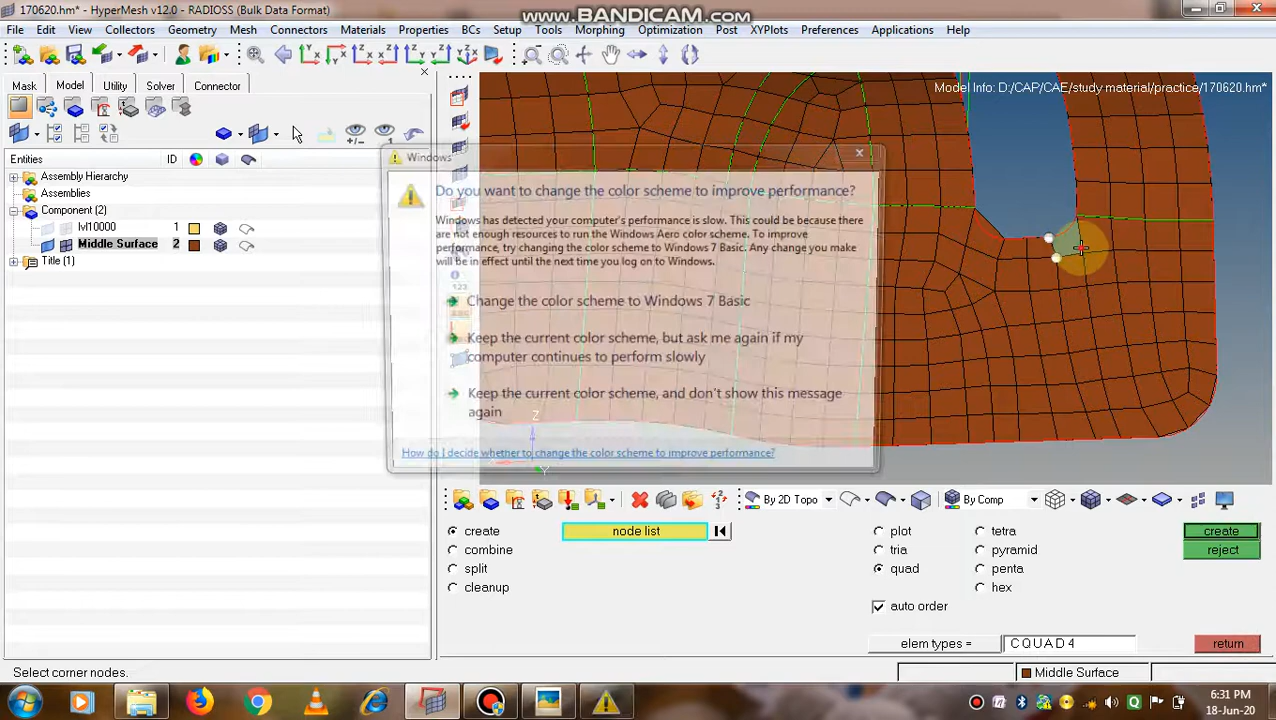 170620.hm* - HyperMesh v12.0 - RADIOSS (Bulk Data Format)
www.BANDICAM.com
File Edit View Collectors Geometry Mesh Connectors Materials Properties BCs Setup Tools Morphing Optimization Post XYPlots Preferences Applications Help
Mask Model Utility Solver Connector
Model Info: D:/CAP/CAE/study material/practice/170620.hm*
Entities ID
Assembly Hierarchy
Assemblies
Component (2)
lvl10000 1
Middle Surface 2
Title (1)
Windows
Do you want to change the color scheme to improve performance?
Windows has detected your computer's performance is slow. This could be because there
are not enough resources to run the Windows Aero color scheme. To improve
performance, try changing the color scheme to Windows 7 Basic. Any change you make
will be in effect until the next time you log on to Windows.
Change the color scheme to Windows 7 Basic
Keep the current color scheme, but ask me again if my
computer continues to perform slowly
Keep the current color scheme, and don't show this message
again
How do I decide whether to change the color scheme to improve performance?
123
Z
Y
By 2D Topo
By Comp
create node list plot tetra create
combine tria pyramid reject
split quad penta
cleanup hex
auto order
elem types = CQUAD4 return
Select corner nodes.
Middle Surface
6:31 PM
18-Jun-20